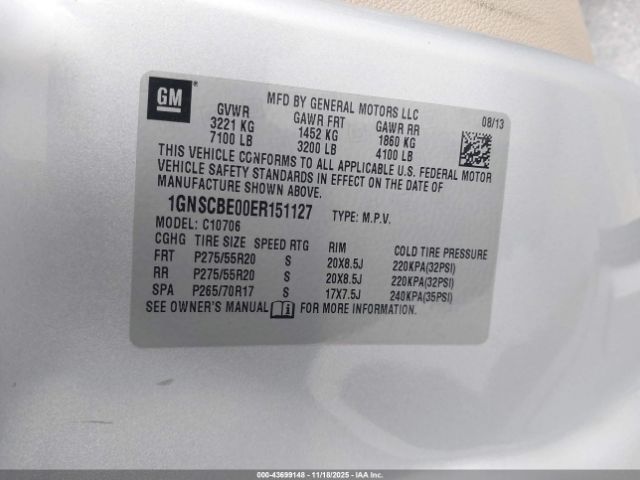 GM
MFD BY GENERAL MOTORS LLC
08/13
GVWR GAWR FRT GAWR RR
3221 KG 1452 KG 1860 KG
7100 LB 3200 LB 4100 LB
THIS VEHICLE CONFORMS TO ALL APPLICABLE U.S. FEDERAL MOTOR
VEHICLE SAFETY STANDARDS IN EFFECT ON THE DATE OF
MANUFACTURE SHOWN ABOVE.
1GNSCBE00ER151127 TYPE: M.P.V.
MODEL: C10706
CGHG TIRE SIZE SPEED RTG RIM COLD TIRE PRESSURE
FRT P275/55R20 S 20X8.5J 220KPA(32PSI)
RR P275/55R20 S 20X8.5J 220KPA(32PSI)
SPA P265/70R17 S 17X7.5J 240KPA(35PSI)
SEE OWNER'S MANUAL FOR MORE INFORMATION.
000-43699148 - 11/18/2025 - IAA Inc.